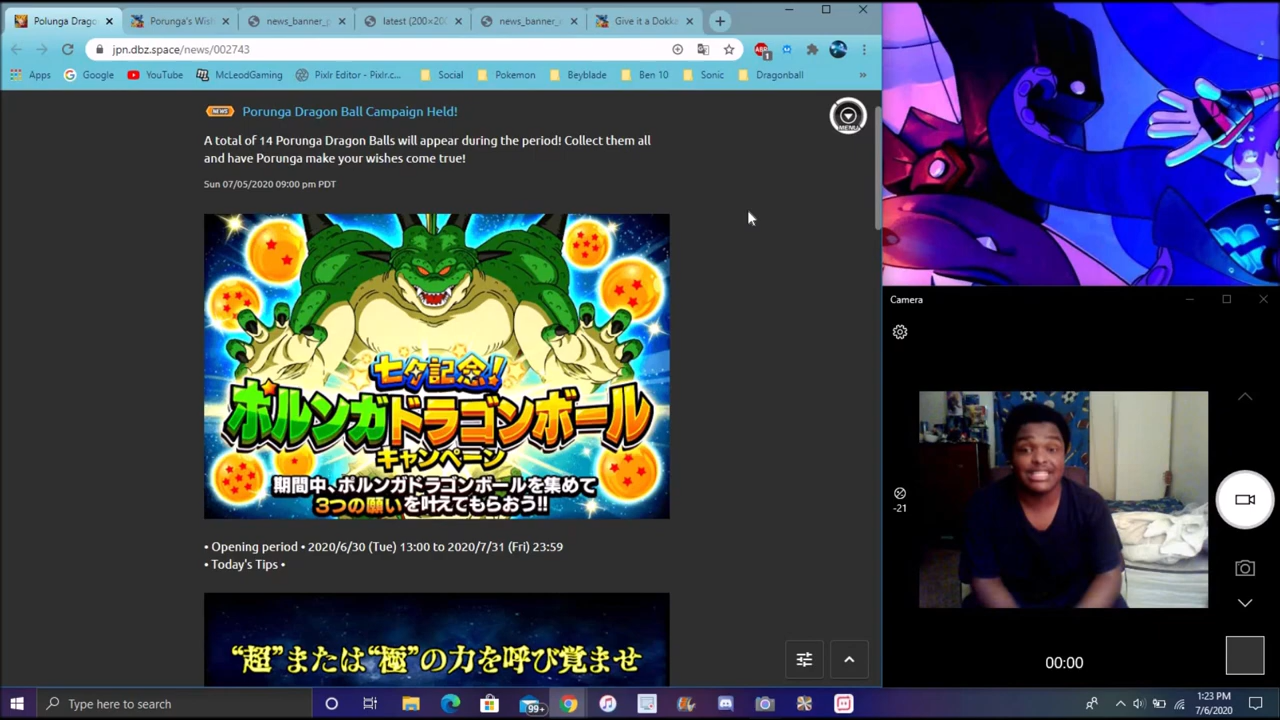 Polunga Drago
Porunga's Wish
news_banner_p
latest (200×20
news_banner_
Give it a Dokka
jpn.dbz.space/news/002743
Apps
Google
YouTube
McLeodGaming
Pixlr Editor - Pixlr.c...
Social
Pokemon
Beyblade
Ben 10
Sonic
Dragonball
»
NEWS
Porunga Dragon Ball Campaign Held!
MENU
A total of 14 Porunga Dragon Balls will appear during the period! Collect them all
and have Porunga make your wishes come true!
Sun 07/05/2020 09:00 pm PDT
七夕記念!
ポルンガドラゴンボール
キャンペーン
期間中、ポルンガドラゴンボールを集めて
3つの願いを叶えてもらおう!!
• Opening period • 2020/6/30 (Tue) 13:00 to 2020/7/31 (Fri) 23:59
• Today's Tips •
“超”または“極”の力を呼び覚ませ
Camera
-21
00:00
Type here to search
99+
1:23 PM
7/6/2020